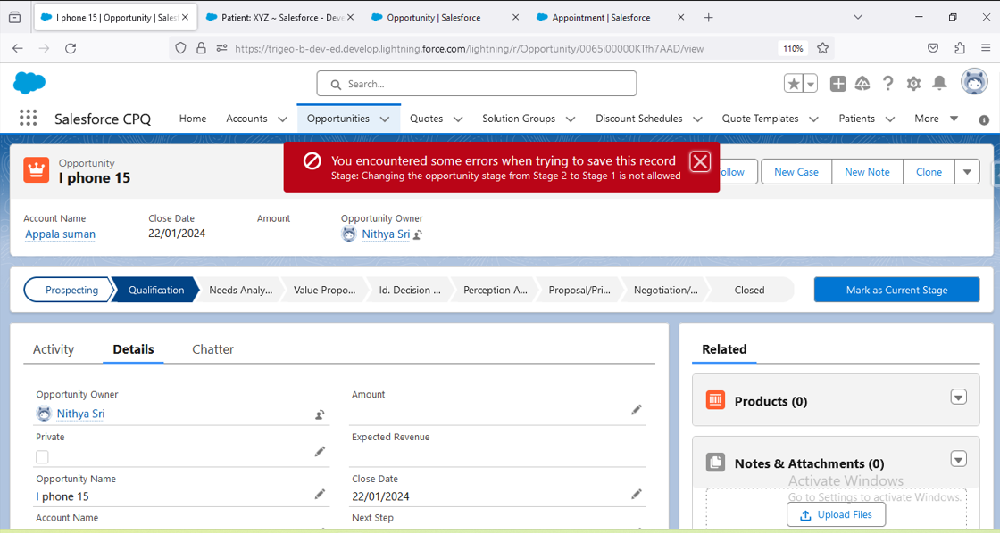 I phone 15 | Opportunity | Sales
Patient: XYZ ~ Salesforce - Deve
Opportunity | Salesforce
Appointment | Salesforce
https://trigeo-b-dev-ed.develop.lightning.force.com/lightning/r/Opportunity/0065i00000KTfh7AAD/view
110%
Search...
Salesforce CPQ
Home
Accounts
Opportunities
Quotes
Solution Groups
Discount Schedules
Quote Templates
Patients
More
You encountered some errors when trying to save this record
Stage: Changing the opportunity stage from Stage 2 to Stage 1 is not allowed
Opportunity
I phone 15
ollow
New Case
New Note
Clone
Account Name
Close Date
Amount
Opportunity Owner
Appala suman
22/01/2024
Nithya Sri
Prospecting
Qualification
Needs Analy...
Value Propo...
Id. Decision ...
Perception A...
Proposal/Pri...
Negotiation/...
Closed
Mark as Current Stage
Activity
Details
Chatter
Related
Opportunity Owner
Nithya Sri
Amount
Private
Expected Revenue
Opportunity Name
I phone 15
Close Date
22/01/2024
Account Name
Next Step
Products (0)
Notes & Attachments (0)
Activate Windows
Go to Settings to activate Windows.
Upload Files